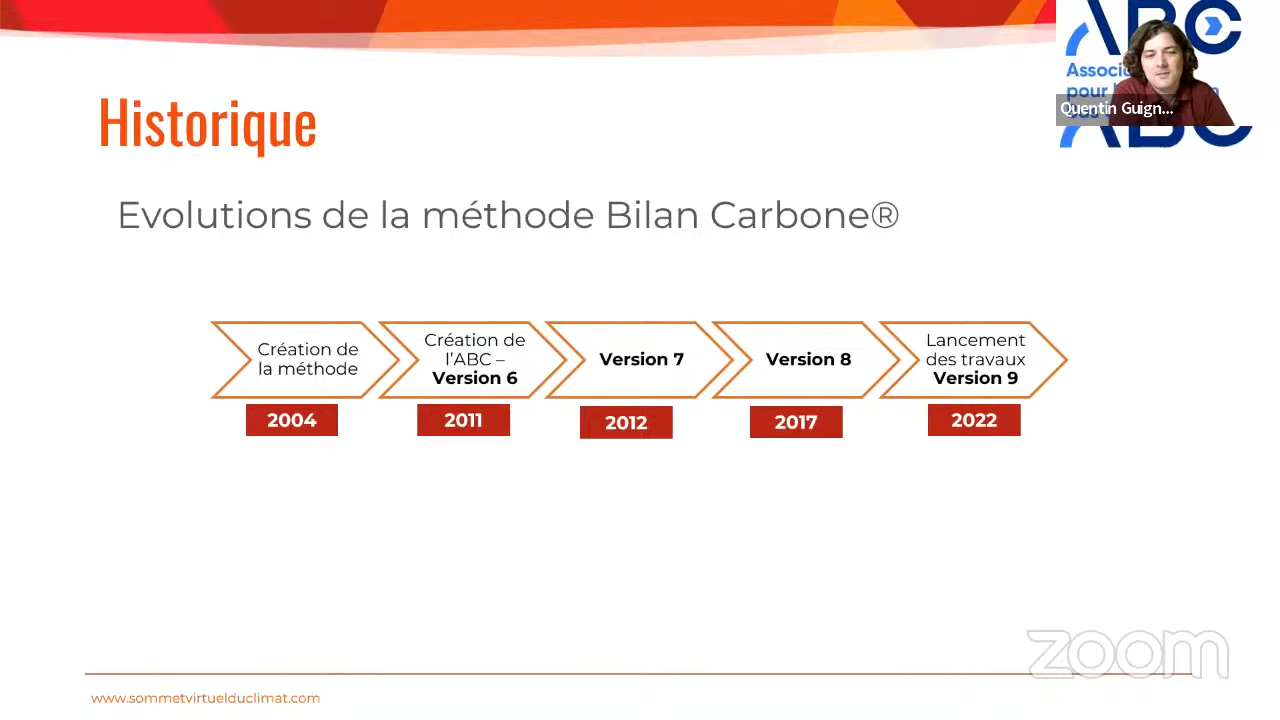 ABC
Associ
pour l
Quentin Guign...
ABC
Historique
Evolutions de la méthode Bilan Carbone®
Création de
la méthode
2004
Création de
l'ABC –
Version 6
2011
Version 7
2012
Version 8
2017
Lancement
des travaux
Version 9
2022
zoom
www.sommetvirtuelduclimat.com